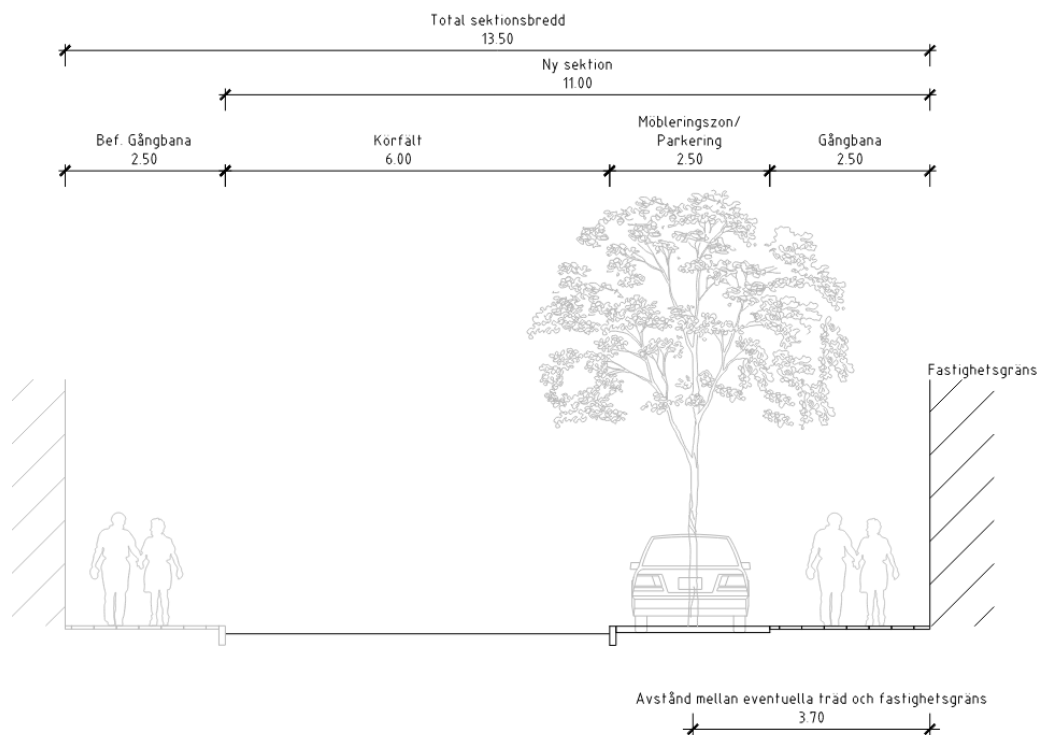 Total sektionsbredd
13.50
Ny sektion
11.00
Bef. Gångbana
2.50
Körfält
6.00
Möbleringszon/
Parkering
2.50
Gångbana
2.50
Fastighetsgräns
Avstånd mellan eventuella träd och fastighetsgräns
3.70